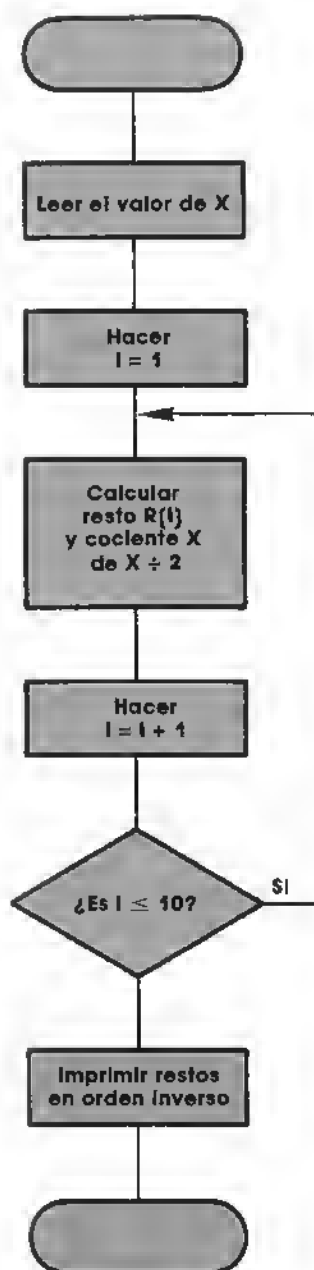 Leer el valor de X
Hacer
I = 1
Calcular
resto R(I)
y cociente X
de X ÷ 2
Hacer
I = I + 1
¿Es I ≤ 10?
SI
Imprimir restos
en orden inverso